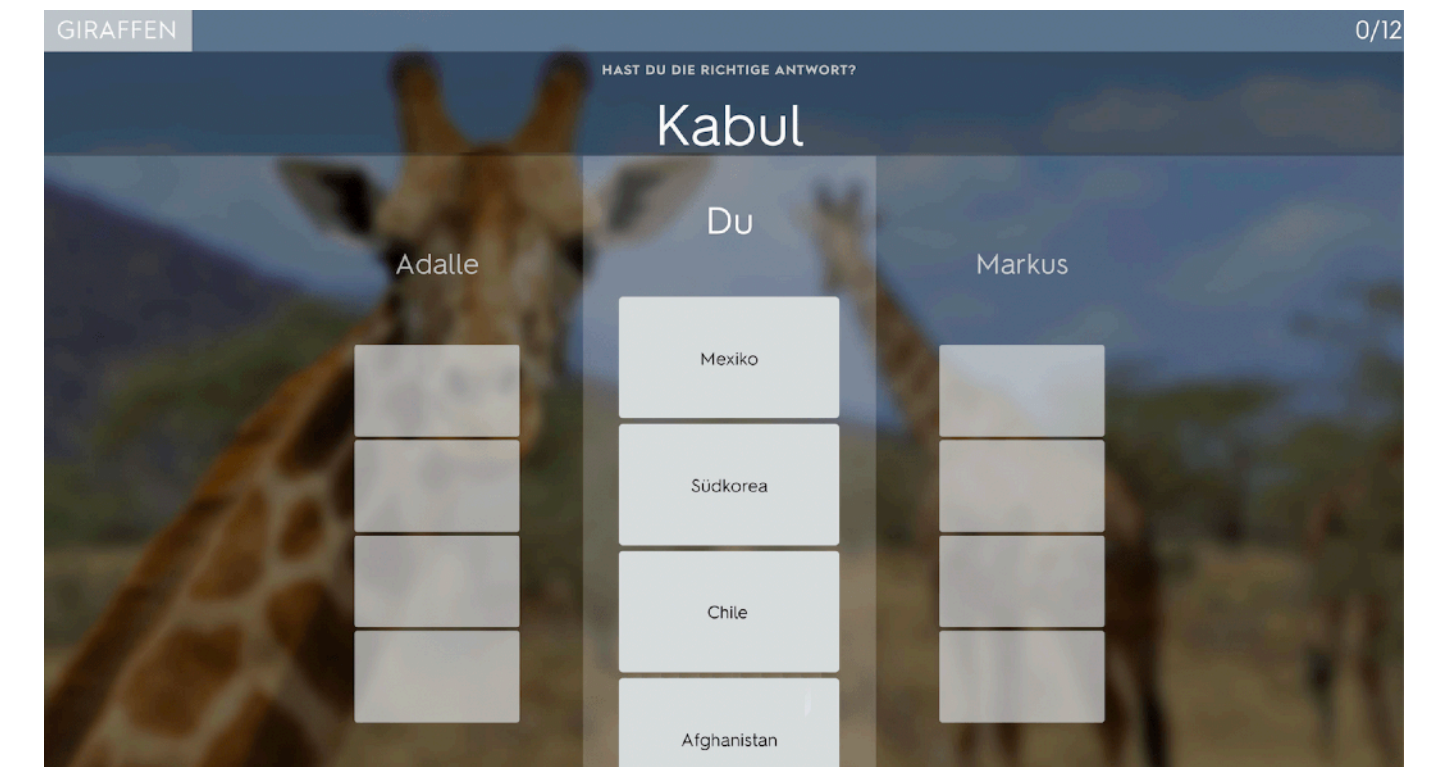 GIRAFFEN
0/12
HAST DU DIE RICHTIGE ANTWORT?
Kabul
Adalle
Du
Markus
Mexiko
Südkorea
Chile
Afghanistan